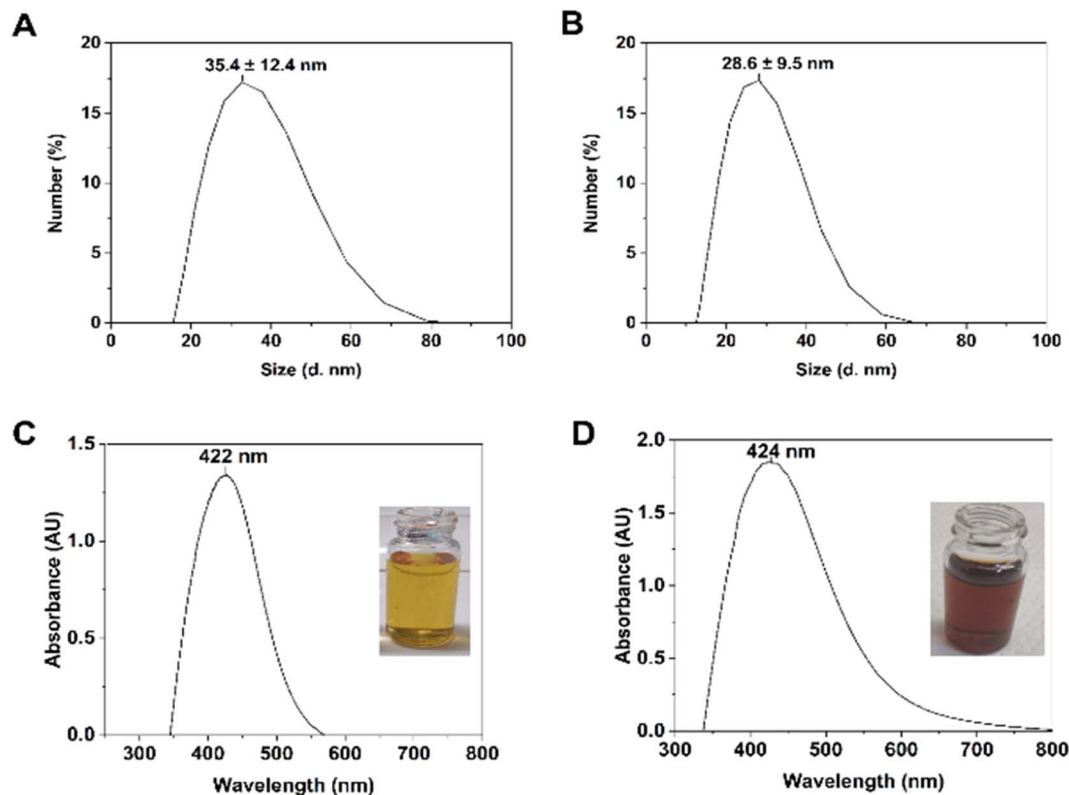 A
B
20
15
10
5
0
35.4 ± 12.4 nm
Number (%)
0 20 40 60 80 100
Size (d. nm)
20
15
10
5
0
28.6 ± 9.5 nm
Number (%)
0 20 40 60 80 100
Size (d. nm)
C
D
1.5
1.0
0.5
0.0
422 nm
Absorbance (AU)
300 400 500 600 700 800
Wavelength (nm)
2.0
1.5
1.0
0.5
0.0
424 nm
Absorbance (AU)
300 400 500 600 700 800
Wavelength (nm)